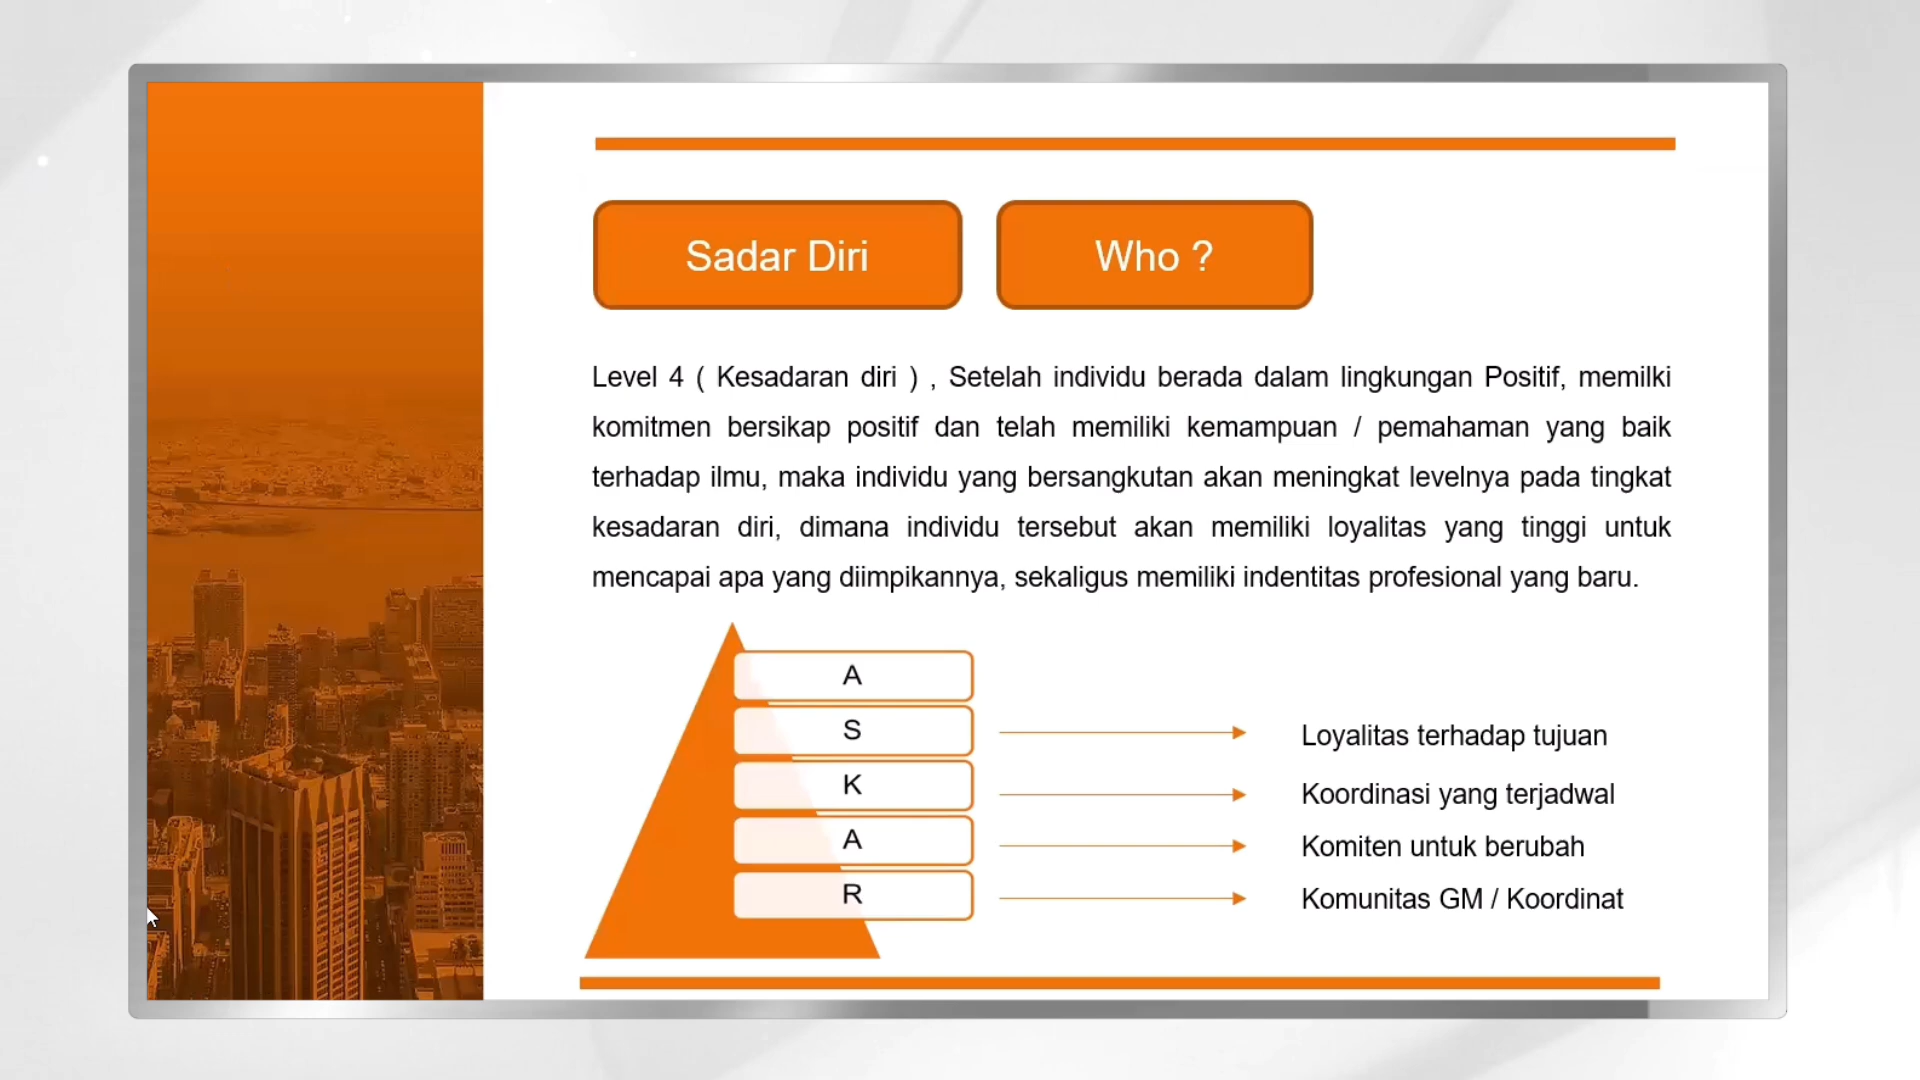 Sadar Diri
Who ?
Level 4 ( Kesadaran diri ) , Setelah individu berada dalam lingkungan Positif, memilki
komitmen bersikap positif dan telah memiliki kemampuan / pemahaman yang baik
terhadap ilmu, maka individu yang bersangkutan akan meningkat levelnya pada tingkat
kesadaran diri, dimana individu tersebut akan memiliki loyalitas yang tinggi untuk
mencapai apa yang diimpikannya, sekaligus memiliki indentitas profesional yang baru.
A
S
Loyalitas terhadap tujuan
K
Koordinasi yang terjadwal
A
Komiten untuk berubah
R
Komunitas GM / Koordinat